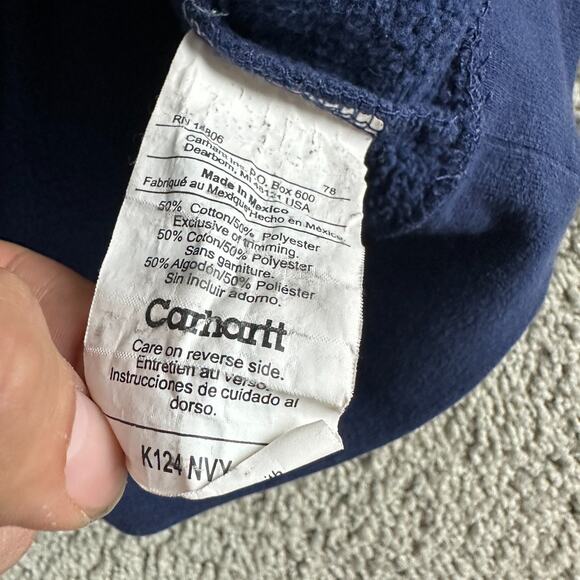 RN 14806
Carhartt Inc. P.O. Box 600 78
Dearborn, MI 48121 USA
Made In Mexico
Fabriqué au Mexique Hecho en México
50% Cotton/50% Polyester
Exclusive of trimming.
50% Coton/50% Polyester
Sans garniture.
50% Algodón/50% Poliéster
Sin Incluir adorno.
Carhartt
Care on reverse side.
Entretien au verso.
Instrucciones de cuidado al
dorso.
K124 NVY